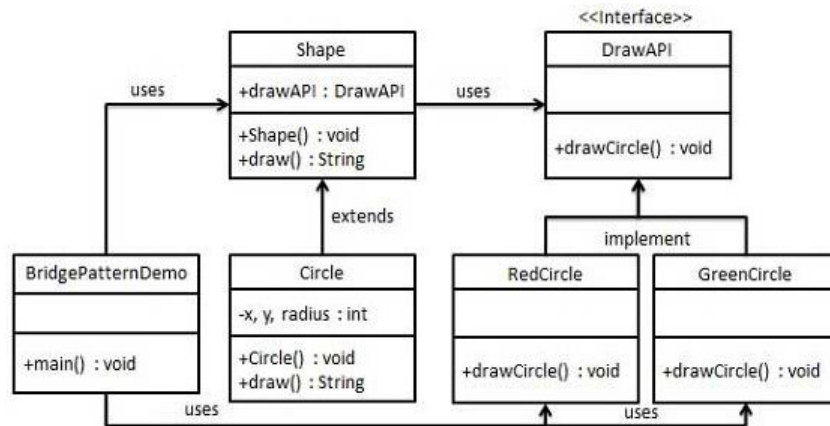 <<Interface>>
Shape
+drawAPI : DrawAPI
+Shape() : void
+draw() : String
uses
uses
DrawAPI
+drawCircle() : void
extends
implement
BridgePatternDemo
+main() : void
Circle
-x, y, radius : int
+Circle() : void
+draw() : String
RedCircle
+drawCircle() : void
GreenCircle
+drawCircle() : void
uses
uses